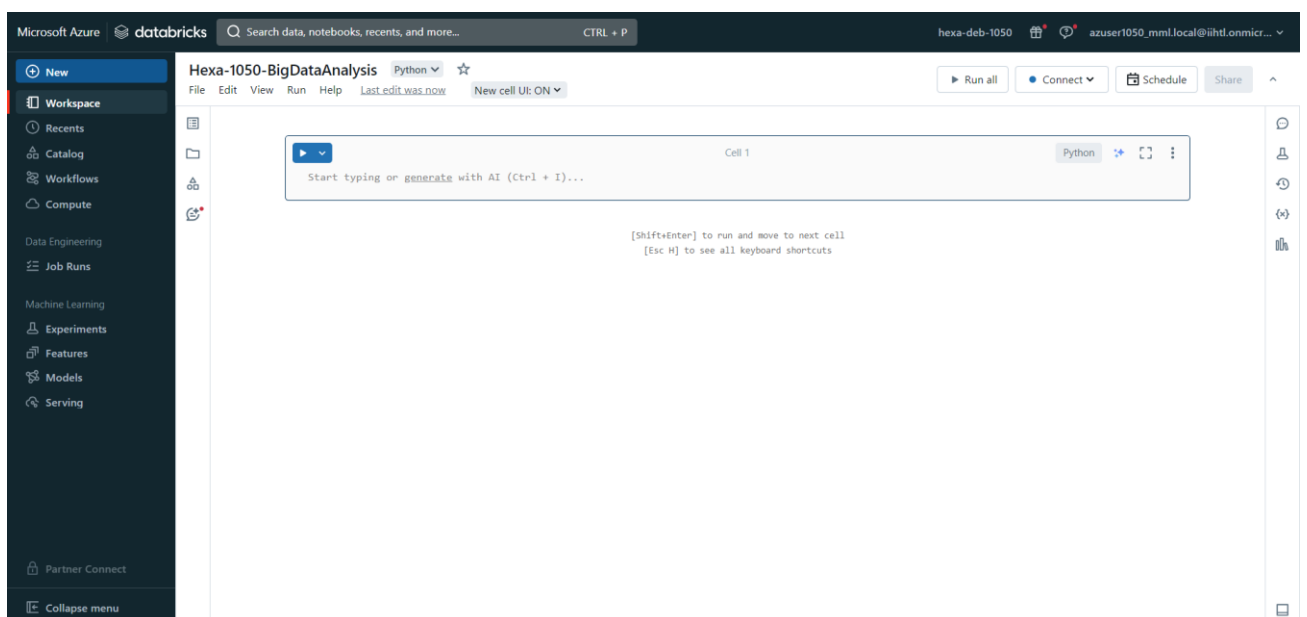 Microsoft Azure databricks Search data, notebooks, recents, and more... CTRL + P hexa-deb-1050 azuser1050_mml.local@iihtl.onmicr...
New
Workspace
Recents
Catalog
Workflows
Compute
Data Engineering
Job Runs
Machine Learning
Experiments
Features
Models
Serving
Partner Connect
Collapse menu
Hexa-1050-BigDataAnalysis Python
File Edit View Run Help Last edit was now New cell UI: ON
Run all Connect Schedule Share
Cell 1 Python
Start typing or generate with AI (Ctrl + I)...
[Shift+Enter] to run and move to next cell
[Esc H] to see all keyboard shortcuts